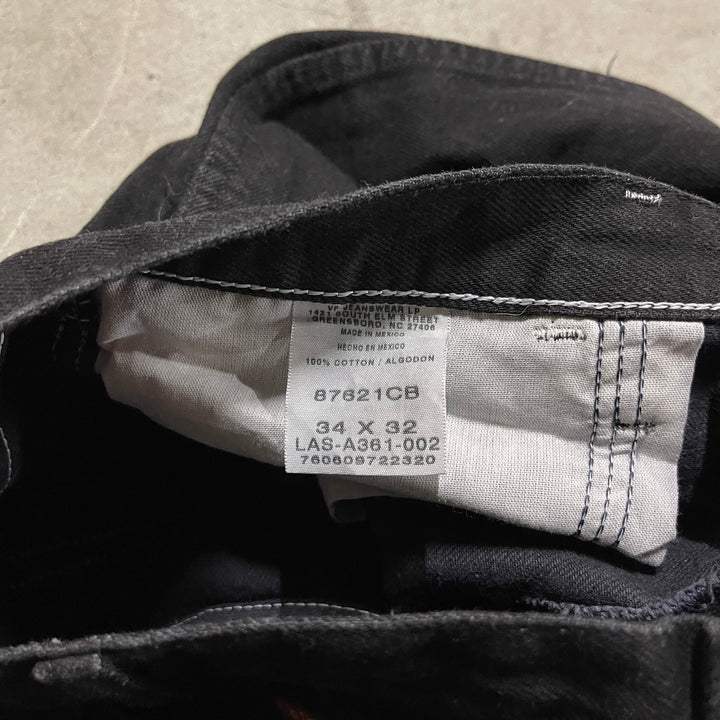 VF JEANSWEAR LP
1421 SOUTH ELM STREET
GREENSBORO, NC 27406
MADE IN MEXICO
HECHO EN MEXICO
100% COTTON / ALGODON
87621CB
34 X 32
LAS-A361-002
760609722320